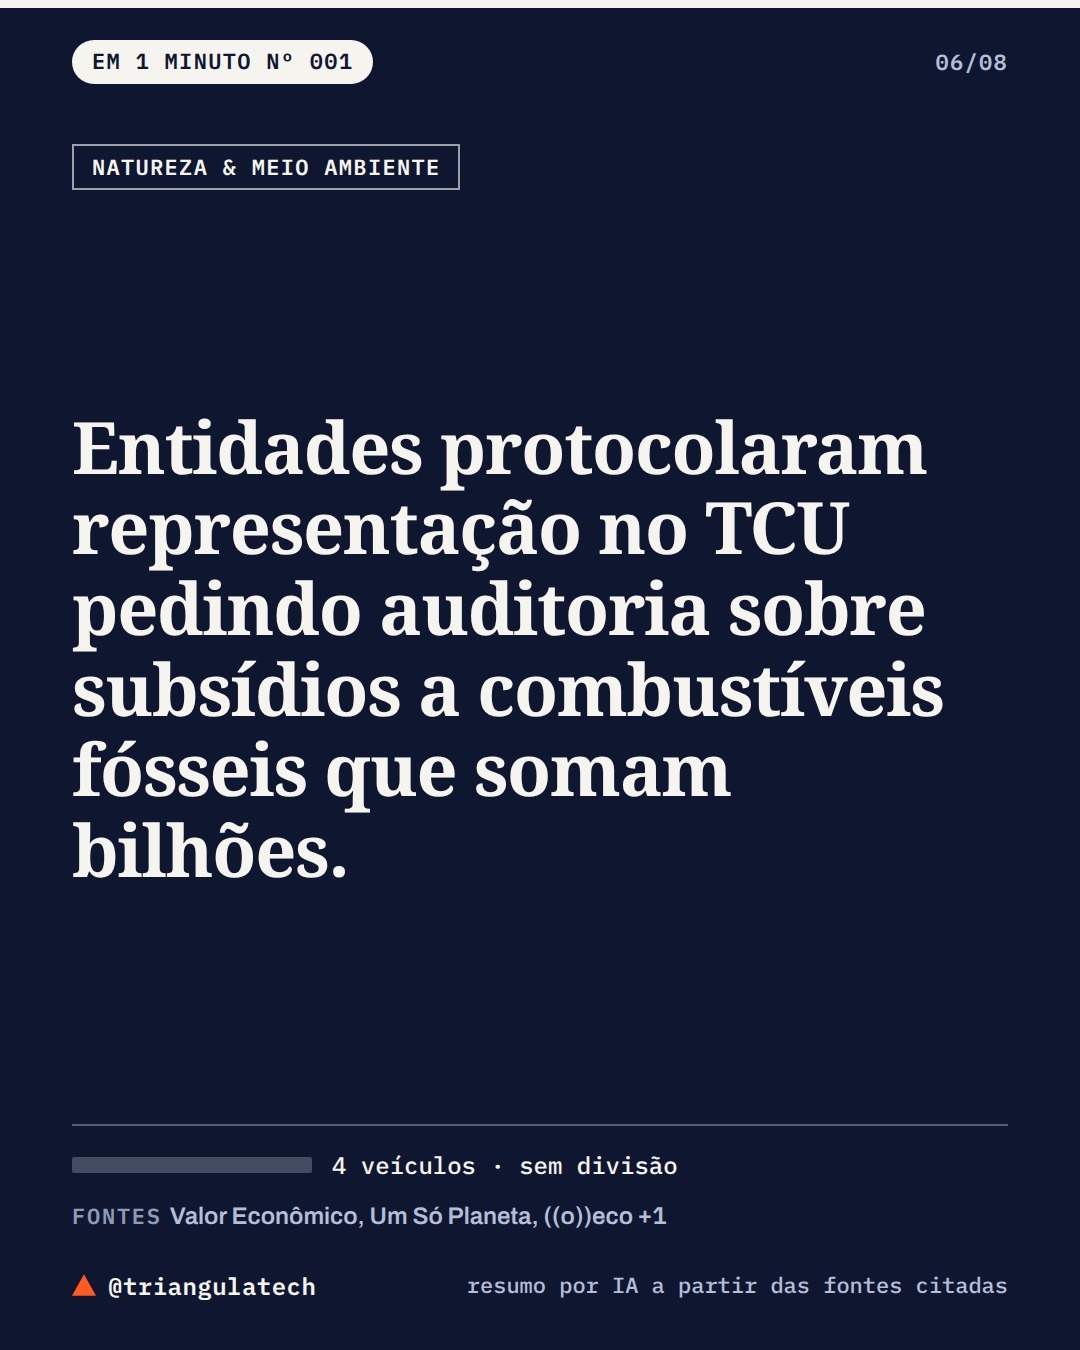 EM 1 MINUTO Nº 001
06/08
NATUREZA & MEIO AMBIENTE
Entidades protocolaram
representação no TCU
pedindo auditoria sobre
subsídios a combustíveis
fósseis que somam
bilhões.
4 veículos · sem divisão
FONTES Valor Econômico, Um Só Planeta, ((o))eco +1
@triangulatech
resumo por IA a partir das fontes citadas